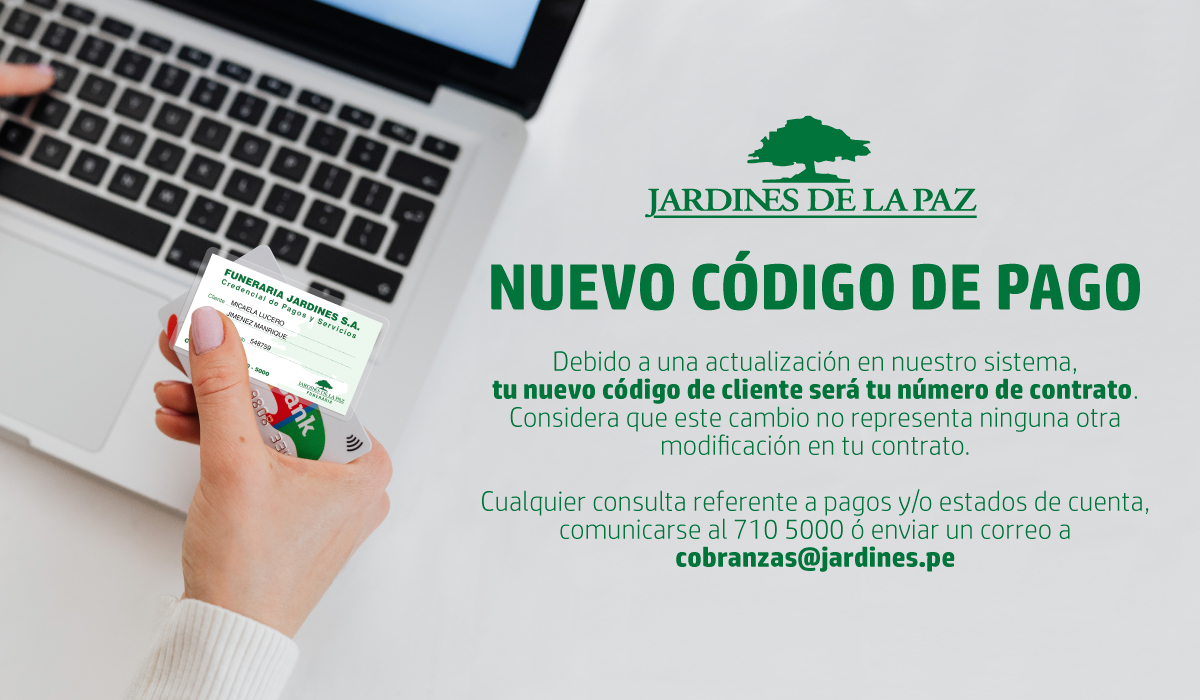 JARDINES DE LA PAZ
NUEVO CÓDIGO DE PAGO
Debido a una actualización en nuestro sistema,
tu nuevo código de cliente será tu número de contrato.
Considera que este cambio no representa ninguna otra
modificación en tu contrato.
Cualquier consulta referente a pagos y/o estados de cuenta,
comunicarse al 710 5000 ó enviar un correo a
cobranzas@jardines.pe
FUNERARIA JARDINES S.A.
Credencial de Pagos y Servicios
Cliente MICAELA LUCERO
JIMENEZ MANRIQUE
548759
- 5000
JARDINES DE LA PAZ
FUNERARIA